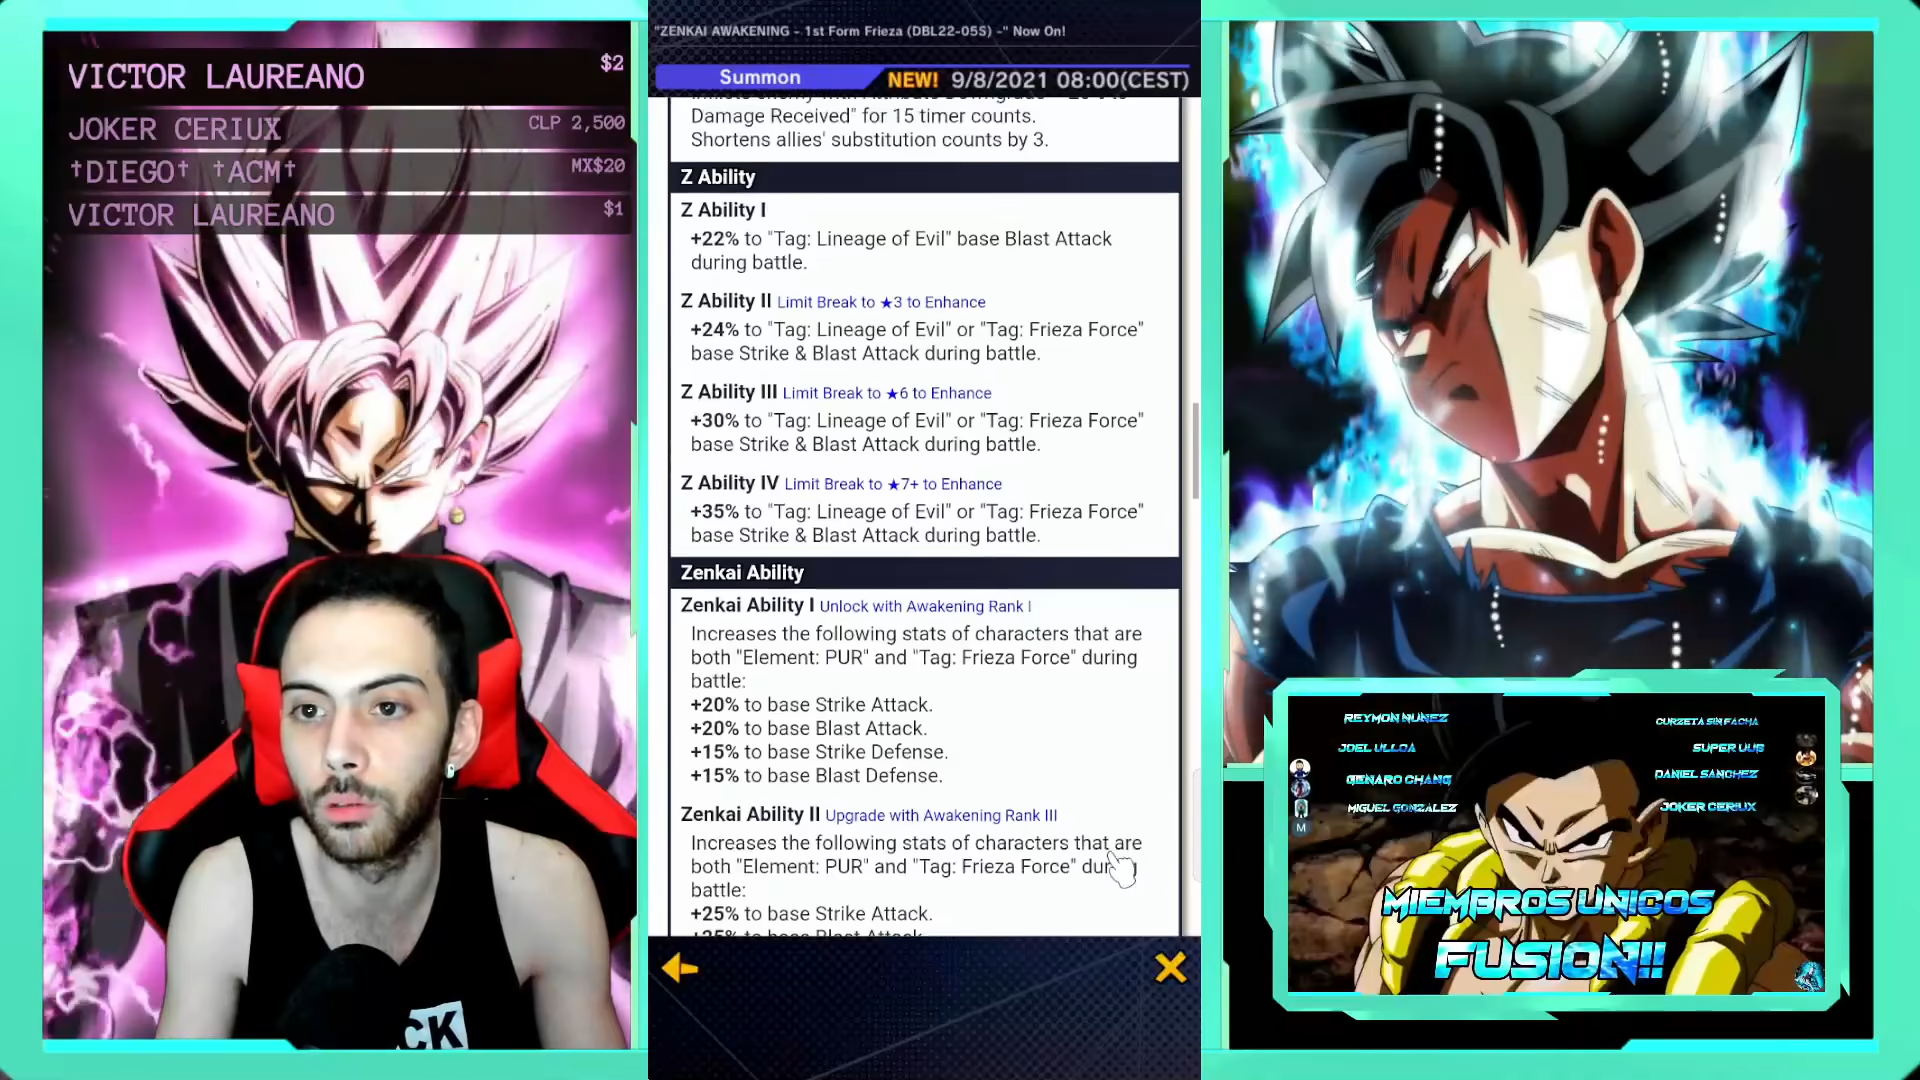 VICTOR LAUREANO $2
JOKER CERIUX CLP 2,500
†DIEGO† †ACM† MX$20
VICTOR LAUREANO $1
"ZENKAI AWAKENING - 1st Form Frieza (DBL22-05S) -" Now On!
Summon NEW! 9/8/2021 08:00(CEST)
Damage Received" for 15 timer counts.
Shortens allies' substitution counts by 3.
Z Ability
Z Ability I
+22% to "Tag: Lineage of Evil" base Blast Attack
during battle.
Z Ability II Limit Break to ★3 to Enhance
+24% to "Tag: Lineage of Evil" or "Tag: Frieza Force"
base Strike & Blast Attack during battle.
Z Ability III Limit Break to ★6 to Enhance
+30% to "Tag: Lineage of Evil" or "Tag: Frieza Force"
base Strike & Blast Attack during battle.
Z Ability IV Limit Break to ★7+ to Enhance
+35% to "Tag: Lineage of Evil" or "Tag: Frieza Force"
base Strike & Blast Attack during battle.
Zenkai Ability
Zenkai Ability I Unlock with Awakening Rank I
Increases the following stats of characters that are
both "Element: PUR" and "Tag: Frieza Force" during
battle:
+20% to base Strike Attack.
+20% to base Blast Attack.
+15% to base Strike Defense.
+15% to base Blast Defense.
Zenkai Ability II Upgrade with Awakening Rank III
Increases the following stats of characters that are
both "Element: PUR" and "Tag: Frieza Force"
battle:
+25% to base Strike Attack.
+25% to base Blast Attack.
REYMON NUNEZ
JOEL ULLCA
GENARO CHANG
MIGUEL GONZALEZ
M
CURZETA SIN FACHA
SUPER UUB
DANIEL SANCHEZ
JOKER CERIUX
MIEMBROS UNICOS
FUSION!!
CK